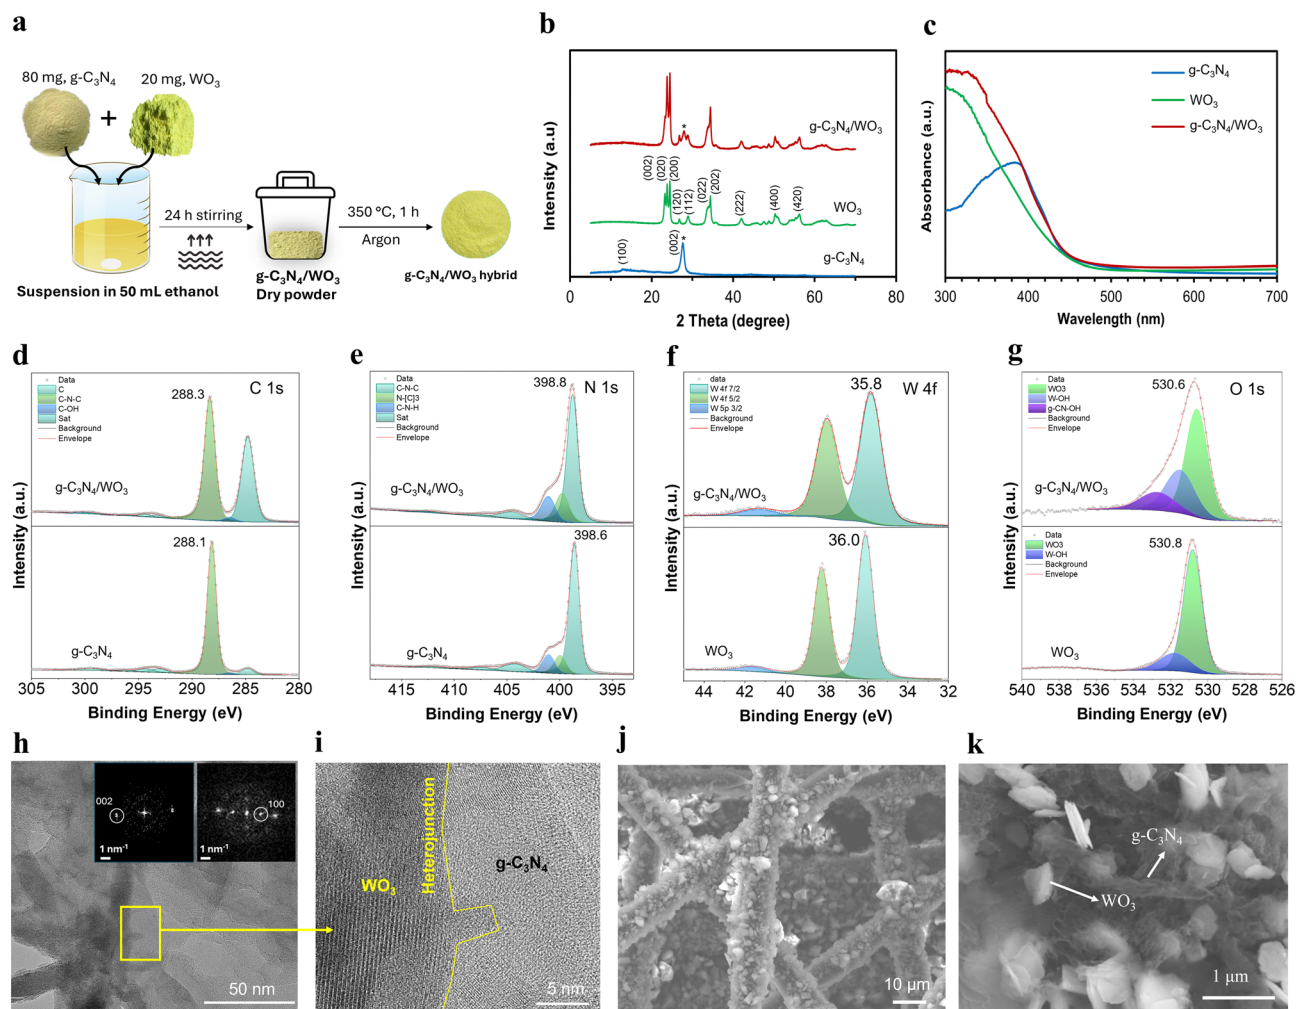 a
80 mg, g-C₃N₄
20 mg, WO₃
+
24 h stirring
350 °C, 1 h
Argon
Suspension in 50 mL ethanol
g-C₃N₄/WO₃
Dry powder
g-C₃N₄/WO₃ hybrid
b
Intensity (a.u)
*
g-C₃N₄/WO₃
(002)
(020)
(200)
(120)
(112)
(022)
(202)
(222)
(400)
(420)
WO₃
(100)
(002)
*
g-C₃N₄
0 20 40 60 80
2 Theta (degree)
c
Absorbance (a.u.)
g-C₃N₄
WO₃
g-C₃N₄/WO₃
300 400 500 600 700
Wavelength (nm)
d
Intensity (a.u.)
Data
C
C-N-C
C-OH
Sat
Background
Envelope
288.3
C 1s
g-C₃N₄/WO₃
288.1
g-C₃N₄
305 300 295 290 285 280
Binding Energy (eV)
e
Intensity (a.u.)
Data
C-N-C
N-[C]3
C-N-H
Sat
Background
Envelope
398.8
N 1s
g-C₃N₄/WO₃
398.6
g-C₃N₄
415 410 405 400 395
Binding Energy (eV)
f
Intensity (a.u.)
data
W 4f 7/2
W 4f 5/2
W 5p 3/2
Background
Envelope
35.8
W 4f
g-C₃N₄/WO₃
36.0
WO₃
44 42 40 38 36 34 32
Binding Energy (eV)
g
Intensity (a.u.)
Data
WO3
W-OH
g-CN-OH
Background
Envelope
530.6
O 1s
g-C₃N₄/WO₃
Data
WO3
W-OH
Background
Envelope
530.8
WO₃
540 538 536 534 532 530 528 526
Binding Energy (eV)
h
002
1 nm⁻¹
100
1 nm⁻¹
50 nm
i
WO₃
Heterojunction
g-C₃N₄
5 nm
j
10 µm
k
g-C₃N₄
WO₃
1 µm